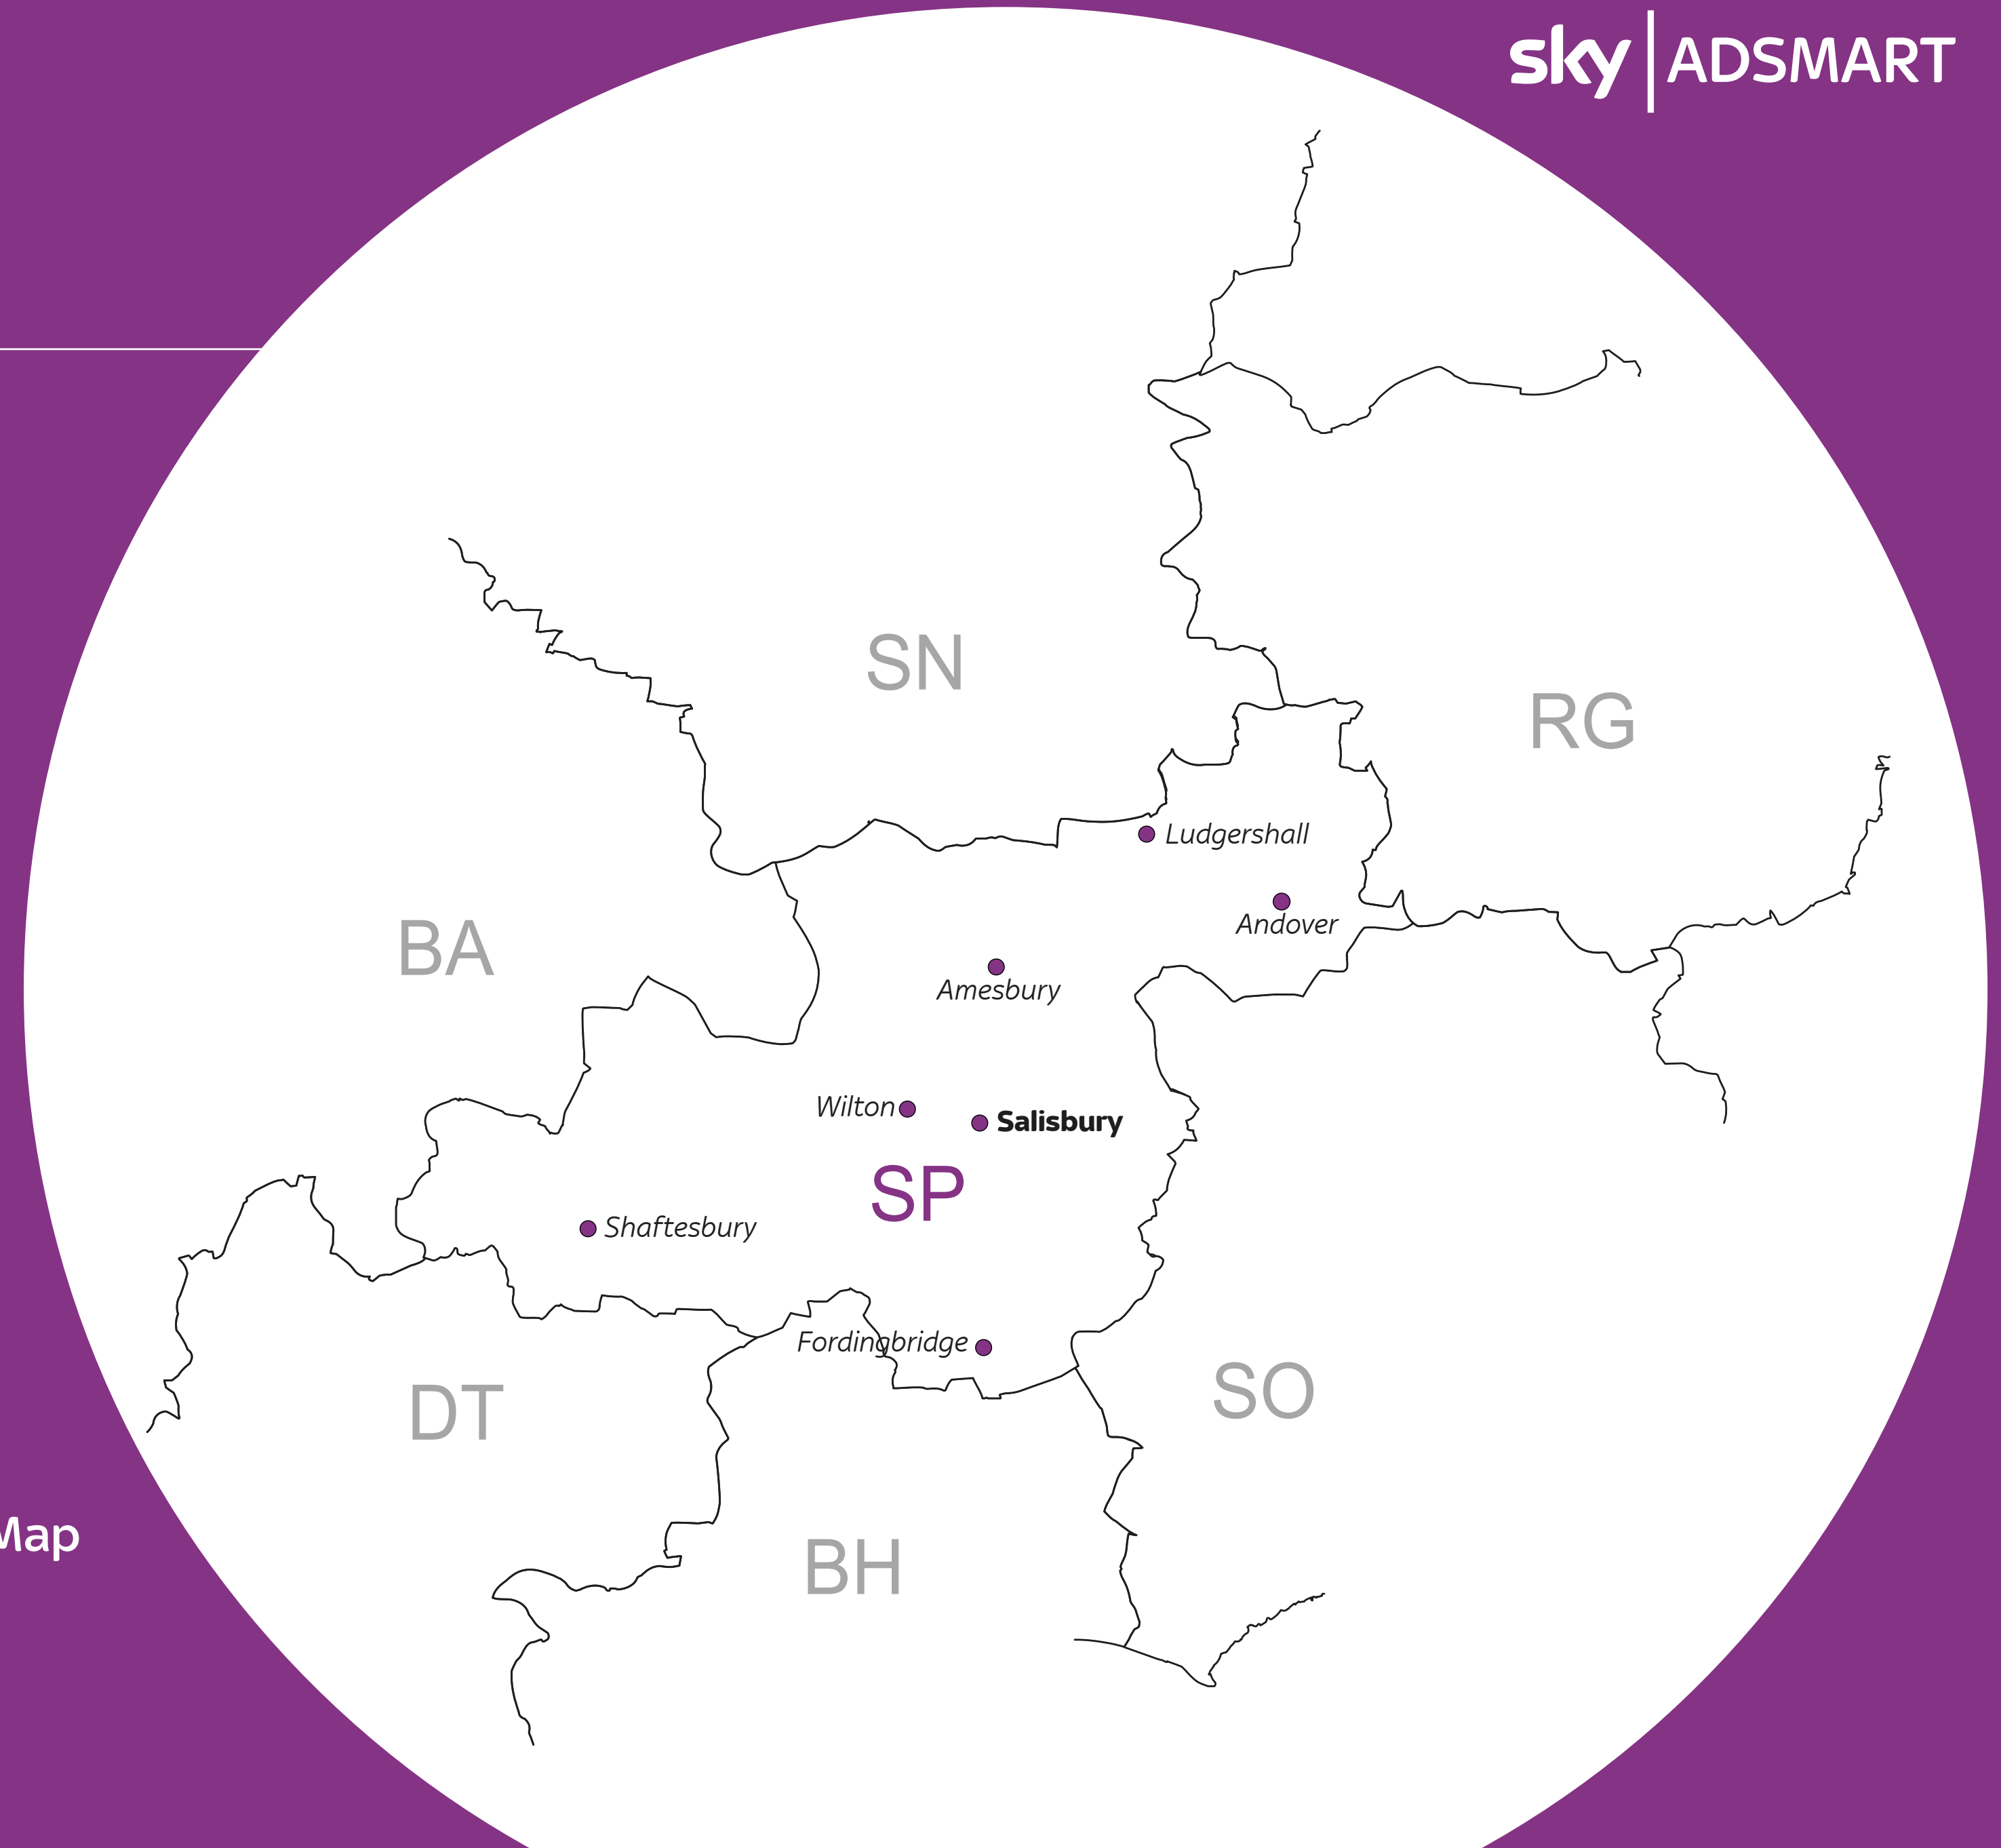 sky | ADSMART
SN
RG
Ludgershall
BA
Andover
Amesbury
Wilton
Salisbury
SP
Shaftesbury
Fordingbridge
DT
SO
Map
BH